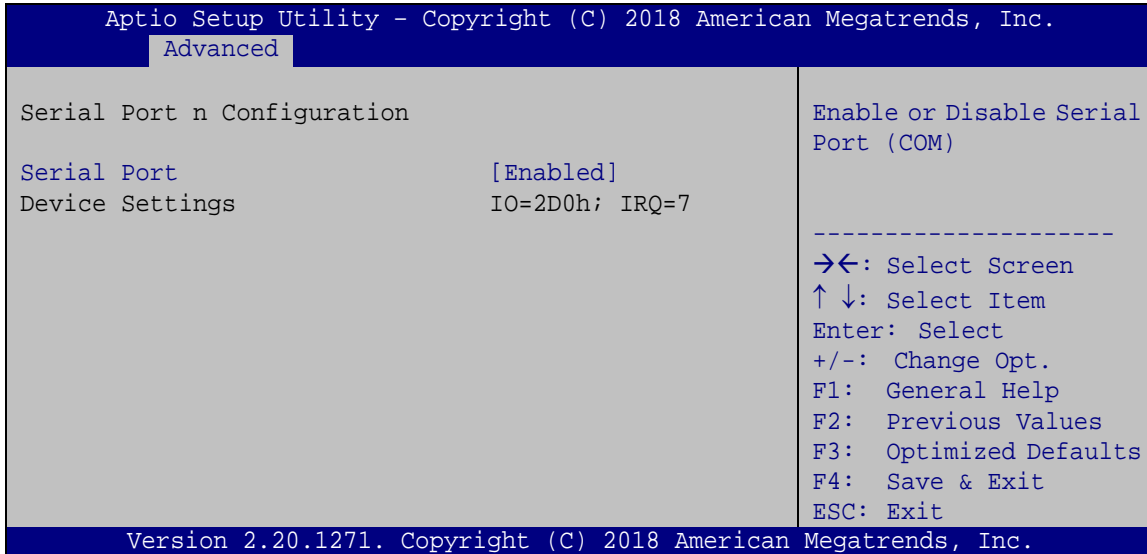 Aptio Setup Utility – Copyright (C) 2018 American Megatrends, Inc.
Advanced
Serial Port n Configuration
Serial Port [Enabled]
Device Settings IO=2D0h; IRQ=7
Enable or Disable Serial
Port (COM)
---------------------
→←: Select Screen
↑ ↓: Select Item
Enter: Select
+/-: Change Opt.
F1: General Help
F2: Previous Values
F3: Optimized Defaults
F4: Save & Exit
ESC: Exit
Version 2.20.1271. Copyright (C) 2018 American Megatrends, Inc.